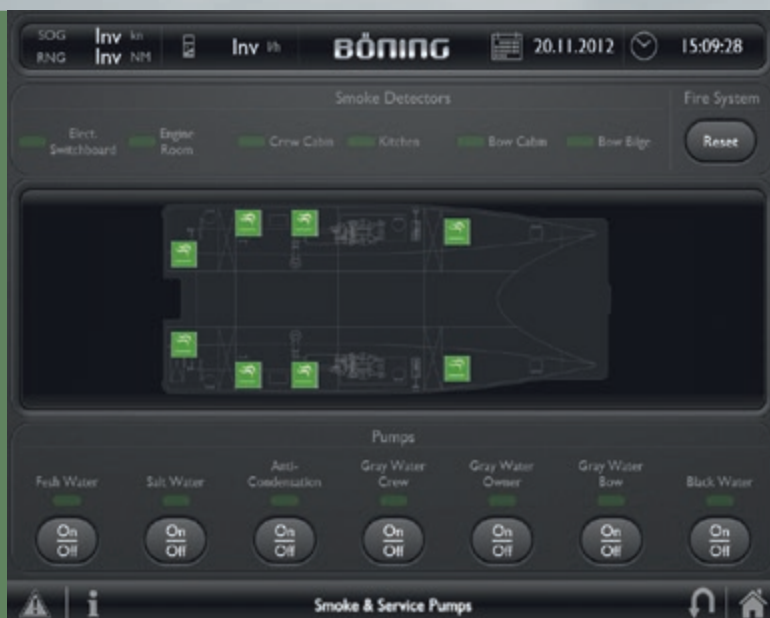 SOG Inv kn
RNG Inv NM
Inv l/h
BÖNING
20.11.2012
15:09:28
Smoke Detectors
Fire System
Elect.
Switchboard
Engine
Room
Crew Cabin
Kitchen
Bow Cabin
Bow Bilge
Reset
Pumps
Fesh Water
Salt Water
Anti-
Condensation
Gray Water
Crew
Gray Water
Owner
Gray Water
Bow
Black Water
On
Off
On
Off
On
Off
On
Off
On
Off
On
Off
On
Off
Smoke & Service Pumps